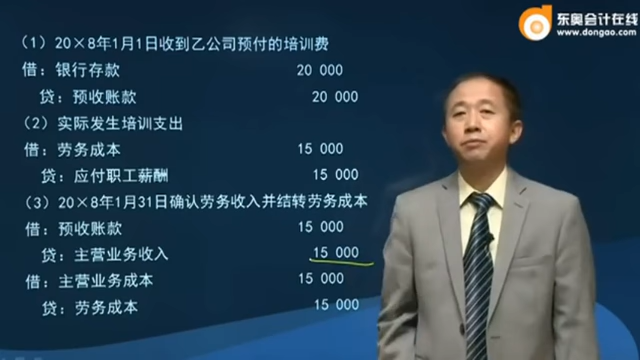 东奥会计在线
www.dongao.com
(1)20×8年1月1日收到乙公司预付的培训费
借:银行存款 20 000
贷:预收账款 20 000
(2)实际发生培训支出
借:劳务成本 15 000
贷:应付职工薪酬 15 000
(3)20×8年1月31日确认劳务收入并结转劳务成本
借:预收账款 15 000
贷:主营业务收入 15 000
借:主营业务成本 15 000
贷:劳务成本 15 000